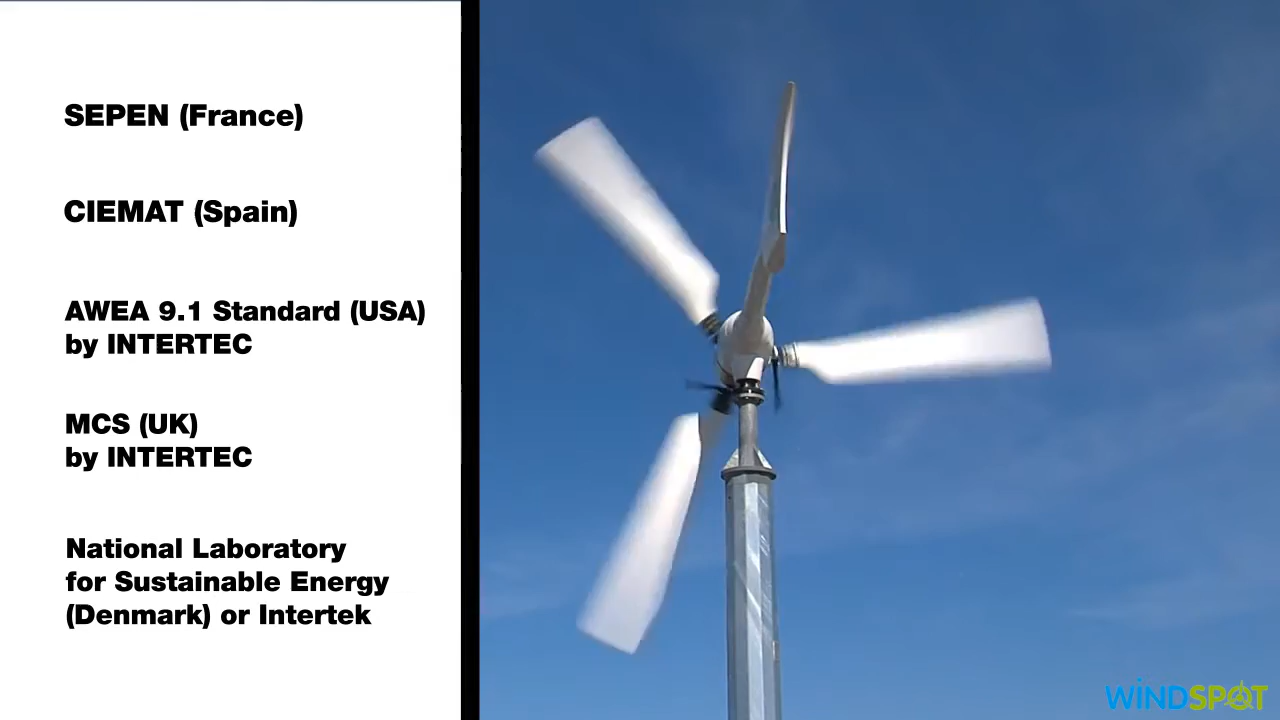 SEPEN (France)
CIEMAT (Spain)
AWEA 9.1 Standard (USA)
by INTERTEC
MCS (UK)
by INTERTEC
National Laboratory
for Sustainable Energy
(Denmark) or Intertek
WiNDSPOT